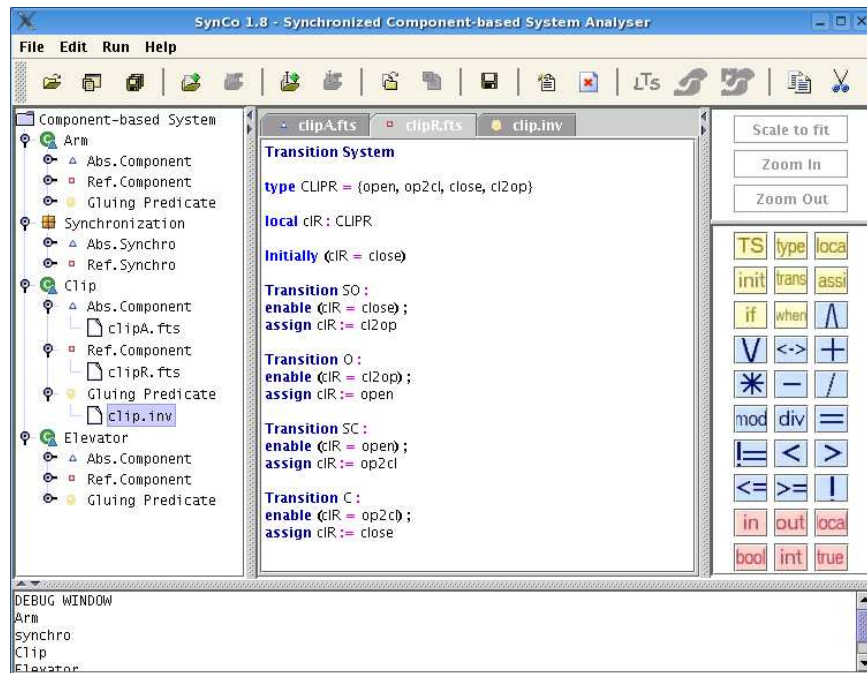 SynCo 1.8 - Synchronized Component-based System Analyser
File Edit Run Help
LTS
Component-based System
Arm
Abs.Component
Ref.Component
Gluing Predicate
Synchronization
Abs.Synchro
Ref.Synchro
Clip
Abs.Component
clipA.fts
Ref.Component
clipR.fts
Gluing Predicate
clip.inv
Elevator
Abs.Component
Ref.Component
Gluing Predicate
clipA.fts clipR.fts clip.inv
Transition System
type CLIPR = {open, op2cl, close, cl2op}
local clR : CLIPR
Initially (clR = close)
Transition SO :
enable (clR = close) ;
assign clR := cl2op
Transition O :
enable (clR = cl2op) ;
assign clR := open
Transition SC :
enable (clR = open) ;
assign clR := op2cl
Transition C :
enable (clR = op2cl) ;
assign clR := close
Scale to fit
Zoom In
Zoom Out
TS type loca
init trans assi
if when /\
\/ <-> +
* - /
mod div =
!= < >
<= >= !
in out loca
bool int true
DEBUG WINDOW
Arm
synchro
Clip
Elevator